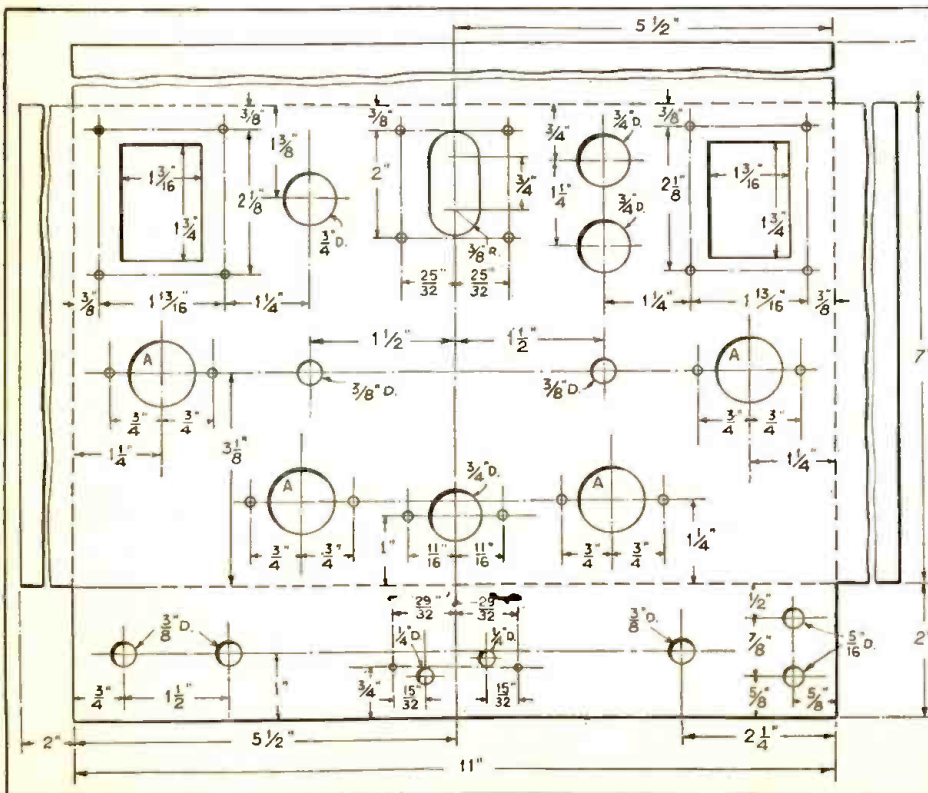 5 1/2"
3/8" 3/8" 3/8"
1 3/8" 3/4" 3/4"D.
1 3/16" 2 1/8" 2" 3/4" 1 1/4" 2 1/8" 1 3/16"
1 3/4" 3/4"D. 3/4"D. 1 3/4"
3/8"R.
25/32" 25/32"
3/8" 1 13/16" 1 1/4" 1 1/4" 1 13/16" 3/8"
1 1/2" 1 1/2"
A A 7"
3/8"D. 3/8"D.
3/4" 3/4" 3/4" 3/4"
1 1/4" 3 1/8" 1 1/4"
A 3/4"D. A
3/4" 3/4" 1" 11/16" 11/16" 3/4" 3/4" 1 1/4"
29/32" 29/32" 1/2"
3/8"D. 1/4"D. 1/4"D. 3/8"D. 7/8" 5/16"D. 2"
3/4" 1 1/2" 1" 3/4" 15/32" 15/32" 5/8" 5/8"
2" 5 1/2" 2 1/4"
11"